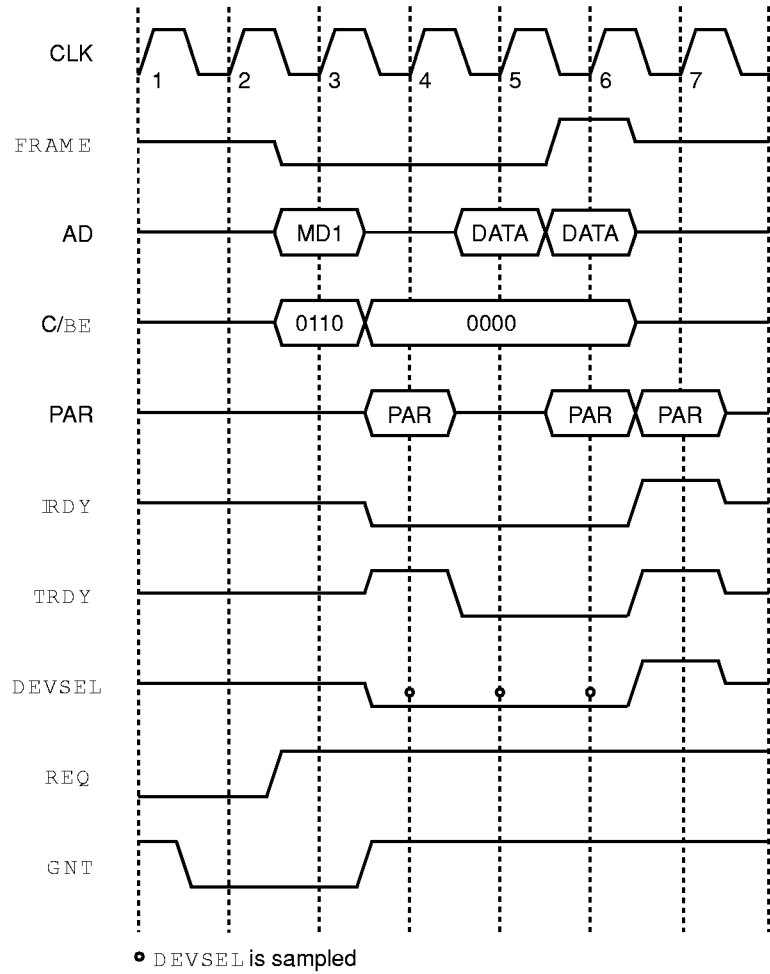 CLK
1 2 3 4 5 6 7
FRAME
AD
MD1 DATA DATA
C/BE
0110 0000
PAR
PAR PAR PAR
IRDY
TRDY
DEVSEL
REQ
GNT
DEVSEL is sampled